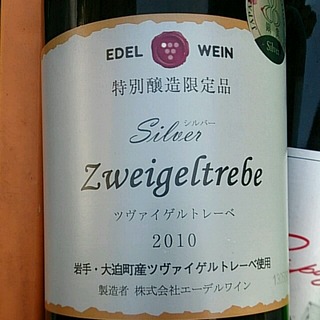 EDEL WEIN
特別醸造限定品
シルバー
Silver
Zweigeltrebe
ツヴァイゲルトレーベ
2010
岩手・大迫町産ツヴァイゲルトレーベ使用
製造者 株式会社エーデルワイン